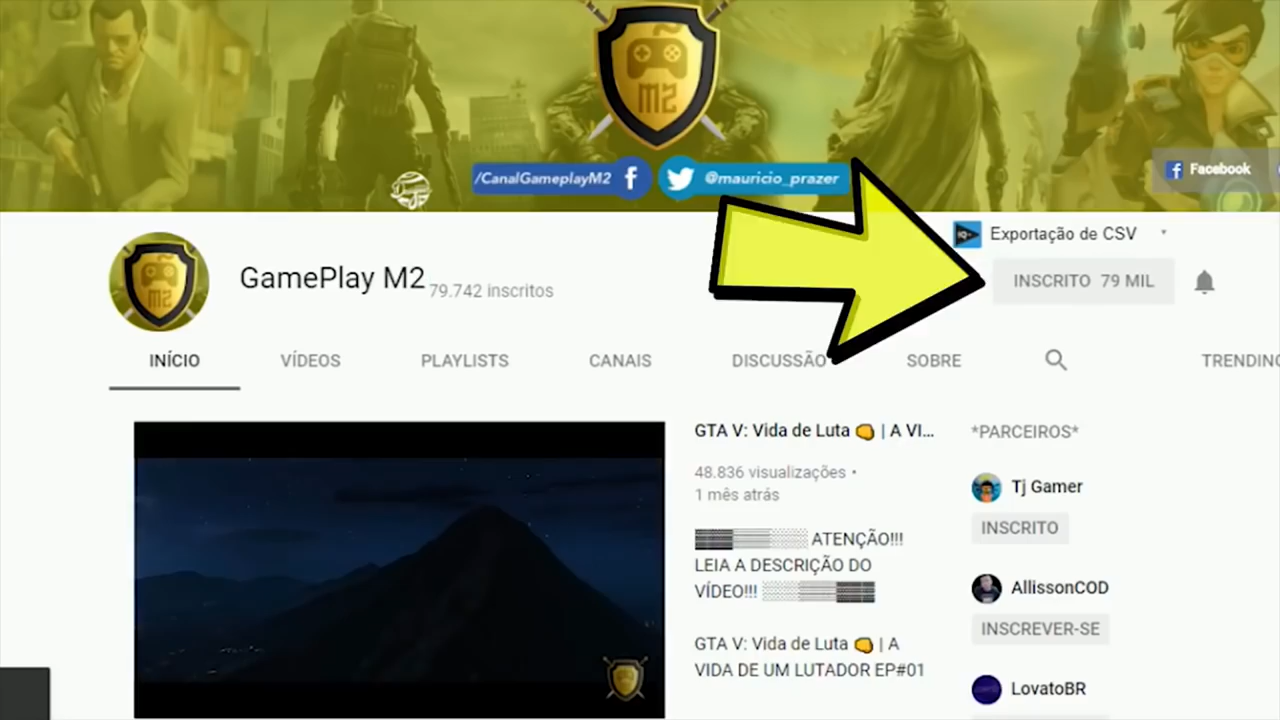 M2
/CanalGameplayM2
@mauricio_prazer
Facebook
Exportação de CSV
M2
GamePlay M2
79.742 inscritos
INSCRITO 79 MIL
INÍCIO
VÍDEOS
PLAYLISTS
CANAIS
DISCUSSÃO
SOBRE
TRENDING
GTA V: Vida de Luta 👊 | A VI...
48.836 visualizações •
1 mês atrás
ATENÇÃO!!!
LEIA A DESCRIÇÃO DO
VÍDEO!!!
GTA V: Vida de Luta 👊 | A
VIDA DE UM LUTADOR EP#01
*PARCEIROS*
Tj Gamer
INSCRITO
AllissonCOD
INSCREVER-SE
LovatoBR